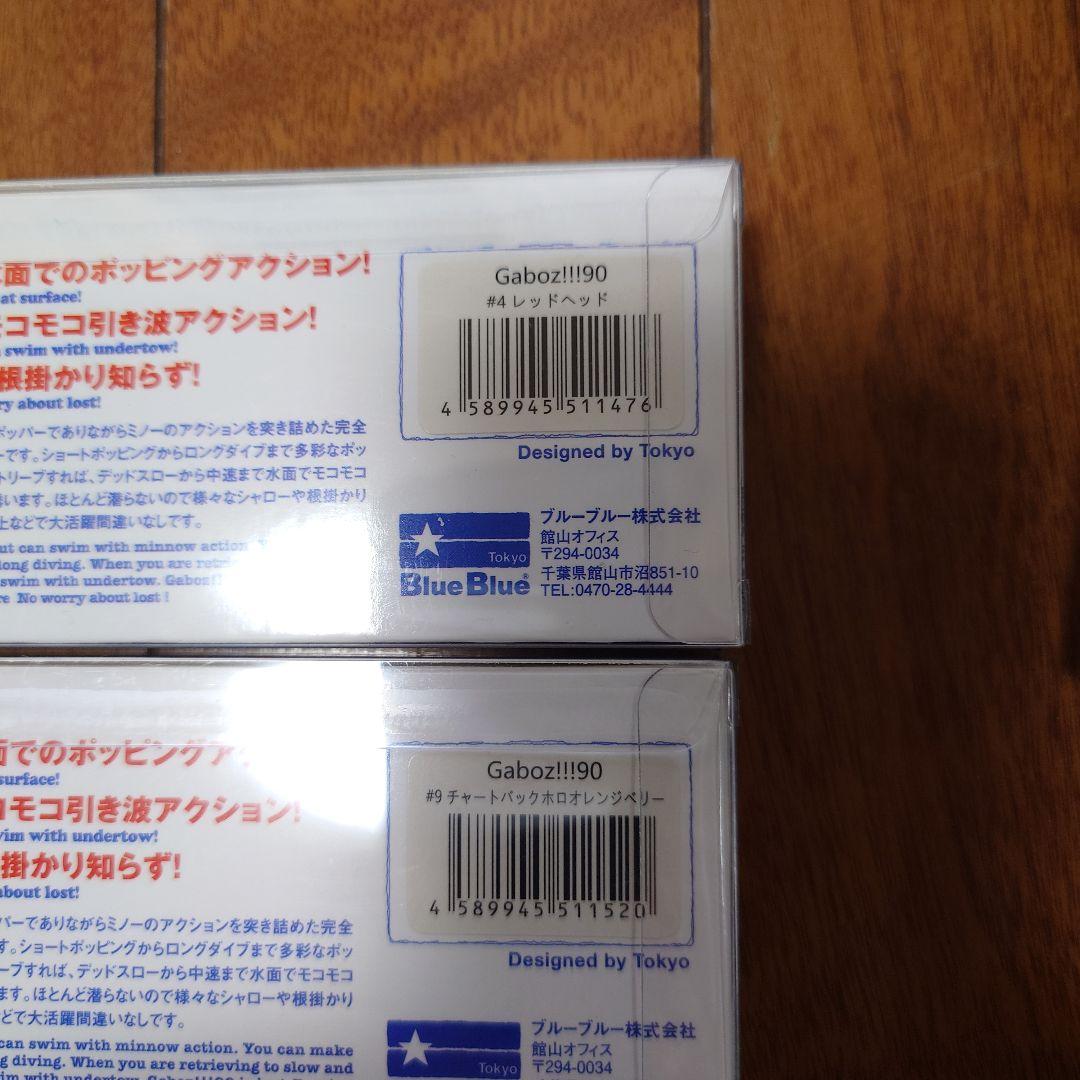 面でのポッピングアクション!
at surface!
モコモコ引き波アクション!
swim with undertow!
根掛かり知らず!
about lost!
ポッパーでありながらミノーのアクションを突き詰めた完全
ーです。ショートポッピングからロングダイブまで多彩なポッ
トリーブすれば、デッドスローから中速まで水面でモコモコ
います。ほとんど潜らないので様々なシャローや根掛かり
上などで大活躍間違いなしです。
but can swim with minnow action.
long diving. When you are
swim with undertow.
No worry about lost !
Gaboz!!!90
#4 レッドヘッド
4 589945 511476
Designed by Tokyo
Tokyo
BlueBlue®
ブルーブルー株式会社
館山オフィス
〒294-0034
千葉県館山市沼851-10
TEL:0470-28-4444
面でのポッピングア
surface!
コモコ引き波アクション!
swim with undertow!
掛かり知らず!
about lost!
パーでありながらミノーのアクションを突き詰めた完全
す。ショートポッピングからロングダイブまで多彩なポッ
リーブすれば、デッドスローから中速まで水面でモコモコ
ます。ほとんど潜らないので様々なシャローや根掛かり
どで大活躍間違いなしです。
can swim with minnow action. You can make
diving. When you are retrieving to slow and
with undertow.
Gaboz!!!90
#9 チャートバックホロオレンジベリー
4 589945 511520
Designed by Tokyo
Tokyo
ブルーブルー株式会社
館山オフィス
〒294-0034